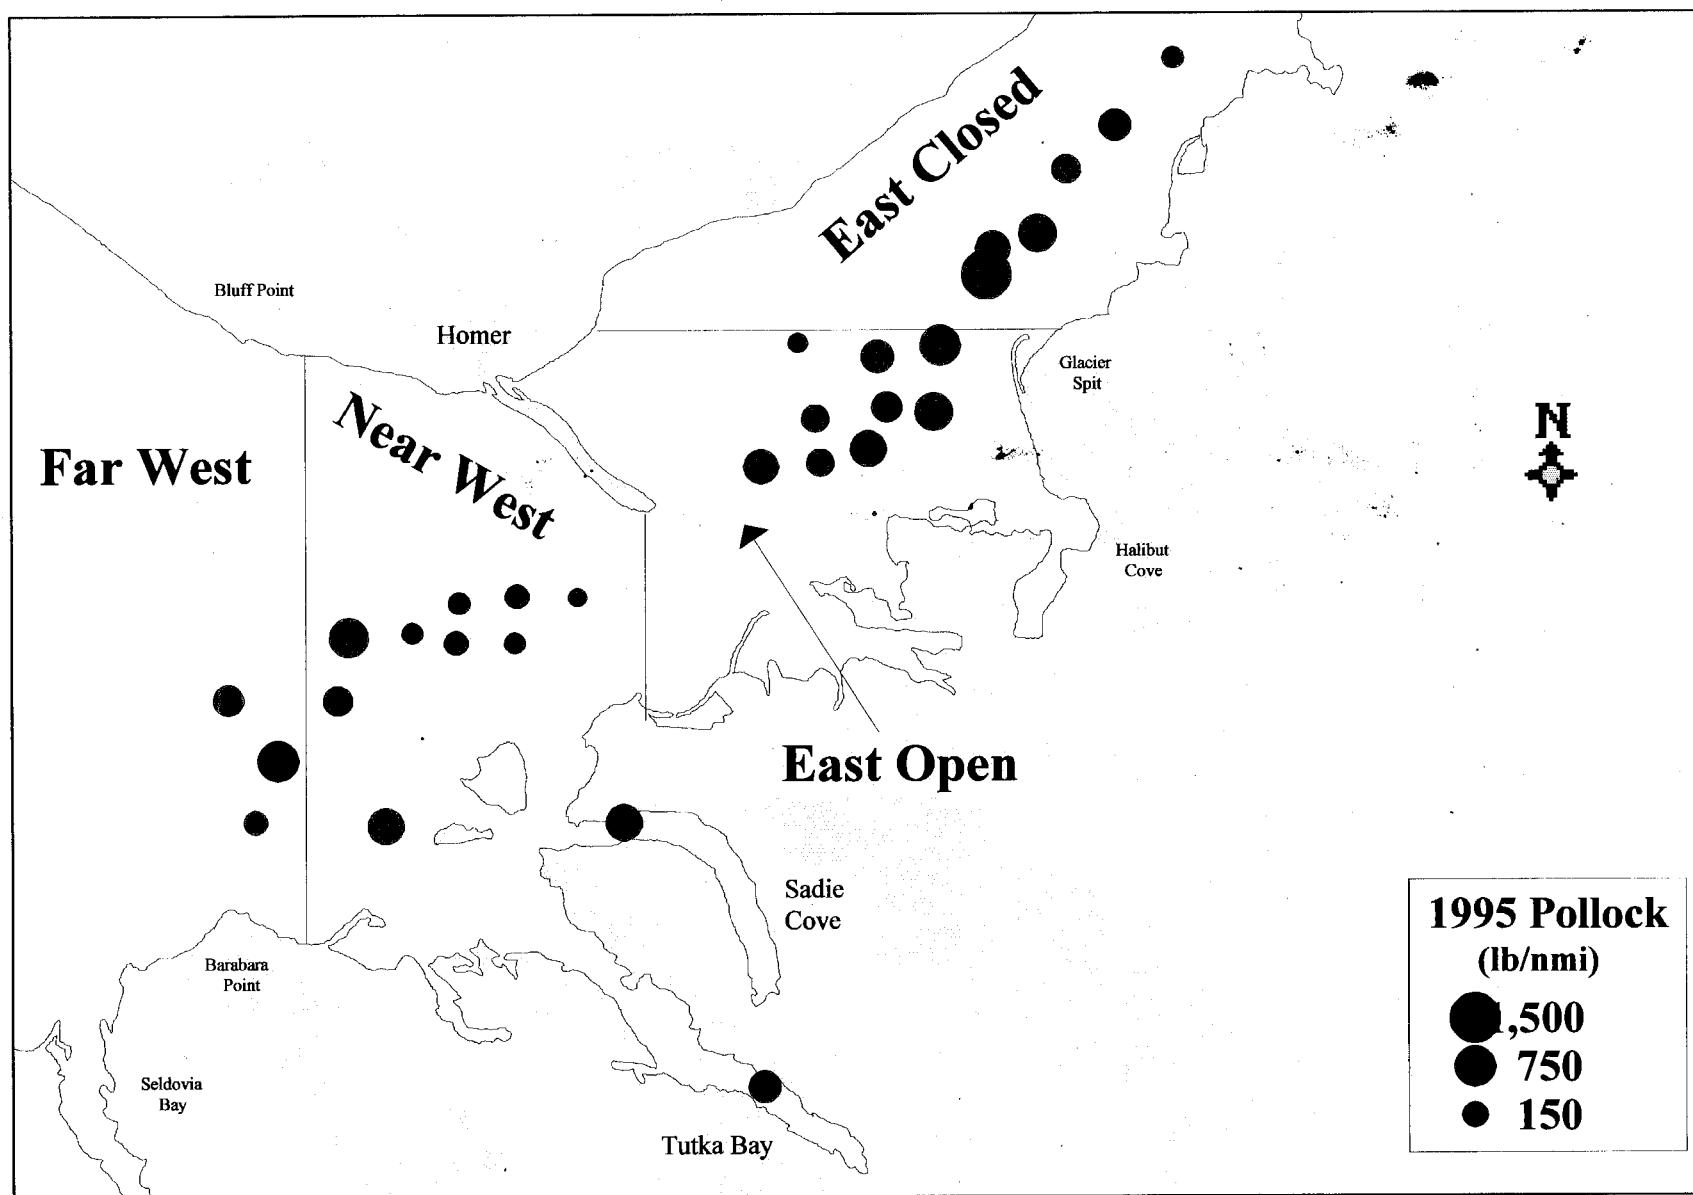 East Closed
Bluff Point
Homer
Glacier
Spit
Near West
Far West
N
Halibut
Cove
East Open
Sadie
Cove
Barabara
Point
Seldovia
Bay
Tutka Bay
1995 Pollock
(lb/nmi)
1,500
750
150